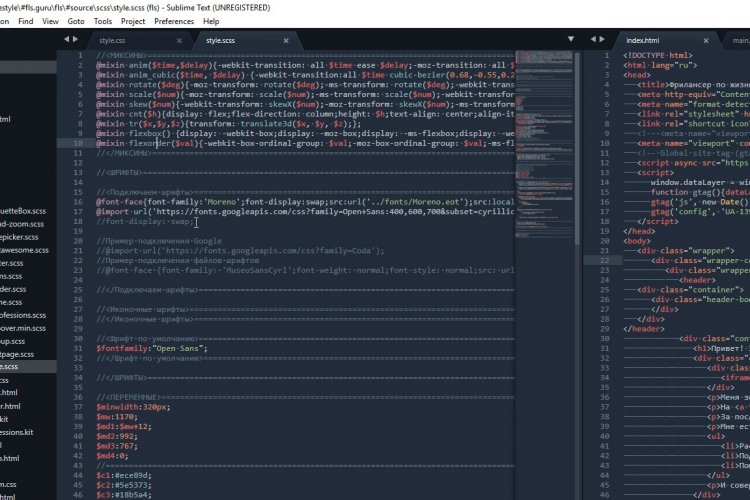 estyle\#fls.guru\fls\#source\scss\style.scss (fls) - Sublime Text (UNREGISTERED)
tion Find View Goto Tools Project Preferences Help
style.css
style.scss
index.html
main.
html
uetteBox.scss
d-zoom.scss
epicker.scss
tawesome.scss
ts.scss
ns.scss
der.scss
ofessions.scss
over.min.scss
up.scss
tpage.scss
e.scss
css
html
er.html
kit
essions.kit
o.html
html
1 //<МИКСИНЫ>
2 @mixin anim($time,$delay){-webkit-transition: all $time ease $delay;-moz-transition: all $
3 @mixin anim_cubic($time, $delay) {-webkit-transition:all $time cubic-bezier(0.68,-0.55,0.2
4 @mixin rotate($deg){-moz-transform: rotate($deg);-ms-transform: rotate($deg);-webkit-trans
5 @mixin scale($num){-moz-transform: scale($num);-ms-transform: scale($num);-webkit-transfor
6 @mixin skew($num){-webkit-transform: skewX($num);-moz-transform: skewX($num);-ms-transform
7 @mixin cnt($h){display: flex;flex-direction: column;height: $h;text-align: center;align-it
8 @mixin tr($x,$y,$z){transform: translate3d($x, $y, $z);};
9 @mixin flexbox() {display: -webkit-box;display: -moz-box;display: -ms-flexbox;display: -we
10 @mixin flexorder($val){-webkit-box-ordinal-group: $val;-moz-box-ordinal-group: $val;-ms-fl
11 //</МИКСИНЫ>
12
13 //<ШРИФТЫ>
14
15 //<Подключаем шрифты>
16 @font-face{font-family:'Moreno';font-display:swap;src:url('../fonts/Moreno.eot');src:local
17 @import url('https://fonts.googleapis.com/css?family=Open+Sans:400,600,700&subset=cyrillic
18 //font-display: swap;
19
20 //Пример подключения Google
21 //@import url('https://fonts.googleapis.com/css?family=Coda');
22 //Пример подключения файлов шрифтов
23 //@font-face {font-family: 'MuseoSansCyrl';font-weight: normal;font-style: normal;src: url
24
25 //</Подключаем шрифты>
26
27 //<Иконочные шрифты>
28 //</Иконочные шрифты>
29
30 //<Шрифт по умолчанию>
31 $fontfamily:"Open Sans";
32 //</Шрифт по умолчанию>
33
34 //</ШРИФТЫ>
35
36 //<ПЕРЕМЕННЫЕ>
37 $minwidth:320px;
38 $mw:1170;
39 $md1:$mw+12;
40 $md2:992;
41 $md3:767;
42 $md4:0;
43 //
44 $c1:#ece89d;
45 $c2:#5e5373;
46 $c3:#18b5a4;
1 <!DOCTYPE html>
2 <html lang="ru">
3 <head>
4 <title>Фрилансер по жизни
5 <meta http-equiv="Content
6 <meta name="format-detec
7 <link rel="stylesheet" h
8 <link rel="shortcut icon
9 <meta name="viewport
10 <meta name="viewpo
11 <!-- Global site tag (gt
12 <script async src="https
13 <script>
14 window.dataLayer = w
15 function gtag(){data
16 gtag('js', new Date()
17 gtag('config', 'UA-139
18 </script>
19 </head>
20 <body>
21 <div class="wrapper">
22 <div class="wrapper-co
23 <div class="wrapper
24 <header>
25 <div class="container">
26 <div class="header-bo
27 </div>
28 </div>
29 </header>
30 <div class="conten
31 <h1>Привет!
32 <div class
33 <div clas
34 <ifram
35 </div>
36 <p>Меня з
37 <p>На <a
38 <p>За пос
39 <p>Мне ес
40 <ul>
41 <li>Ра
42 <li>По
43 <li>По
44 </ul>
45 <p>И сове
46 </div>